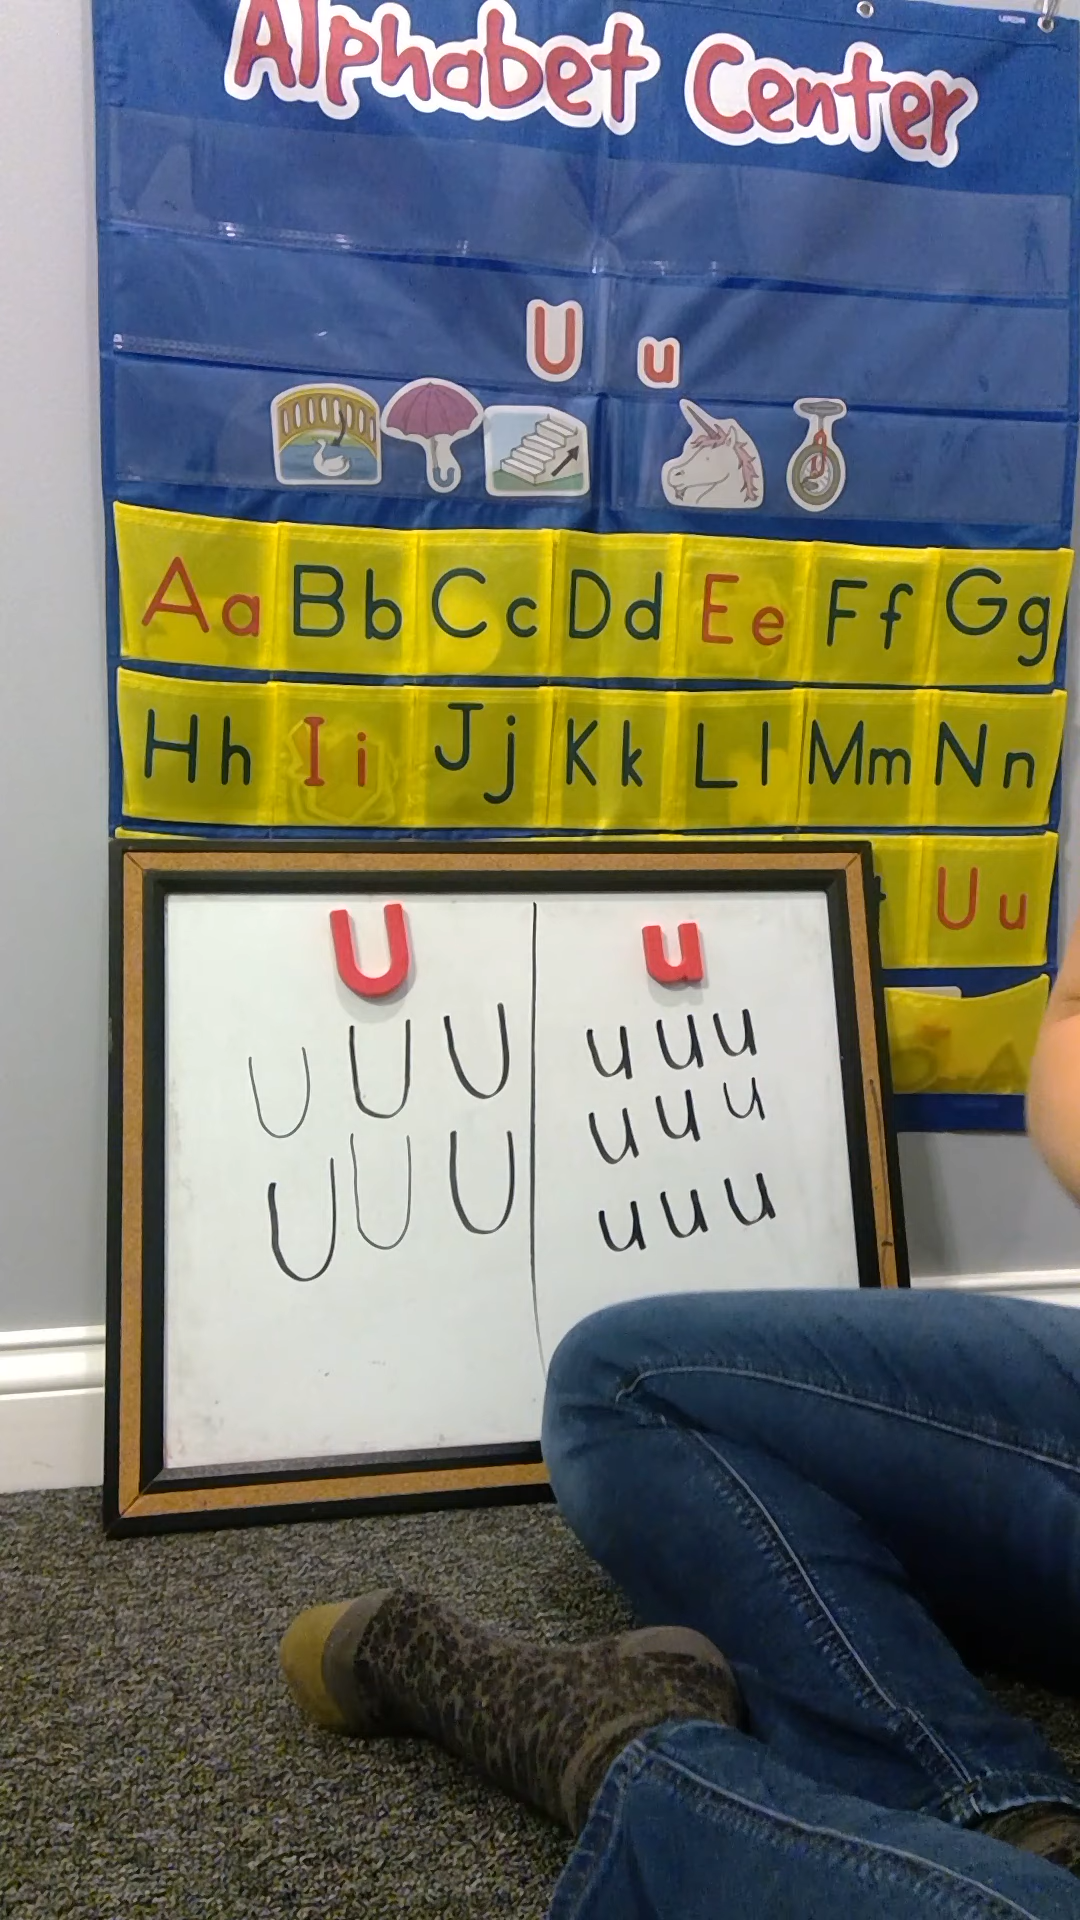 Alphabet Center
U u
Aa Bb Cc Dd Ee Ff Gg
Hh Ii Jj Kk Ll Mm Nn
t Uu
U u
U U U
U U U
u u u
u u u
u u u